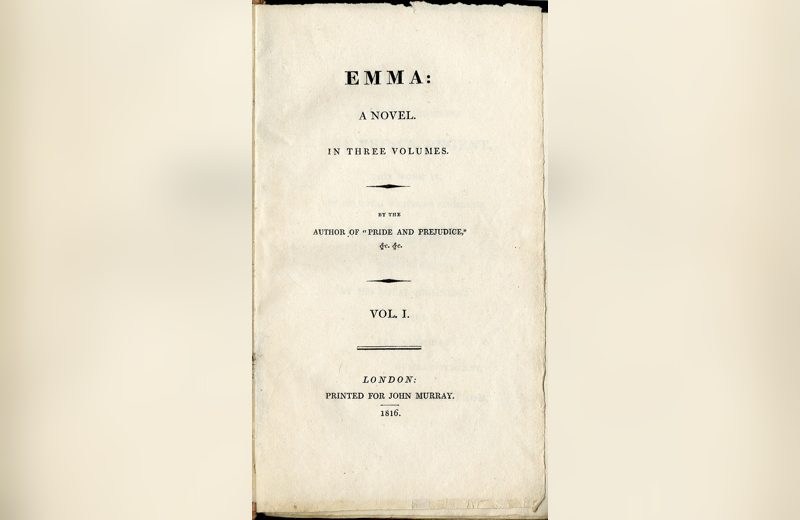 EMMA:
A NOVEL.
IN THREE VOLUMES.
BY THE
AUTHOR OF "PRIDE AND PREJUDICE,"
&c. &c.
VOL. I.
LONDON:
PRINTED FOR JOHN MURRAY.
1816.